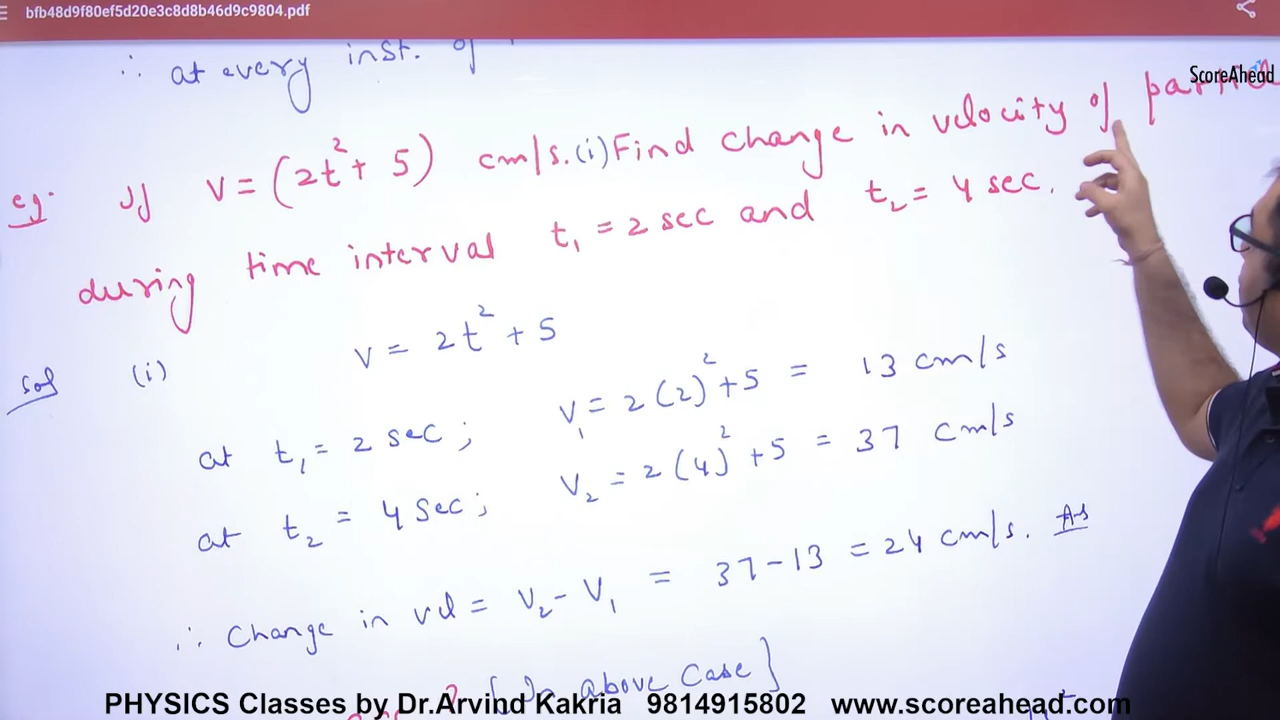 bfb48d9f80ef5d20e3c8d8b46d9c9804.pdf
∴ at every inst. of
ScoreAhead
eg: If v = (2t² + 5) cm/s. (i) Find change in velocity of
during time interval t₁ = 2 sec and t₂ = 4 sec.
Sol (i) v = 2t² + 5
at t₁ = 2 sec ; v₁ = 2(2)² + 5 = 13 cm/s
at t₂ = 4 sec ; v₂ = 2(4)² + 5 = 37 cm/s
∴ Change in vel = v₂ - v₁ = 37 - 13 = 24 cm/s. As
above case]
PHYSICS Classes by Dr.Arvind Kakria 9814915802 www.scoreahead.com